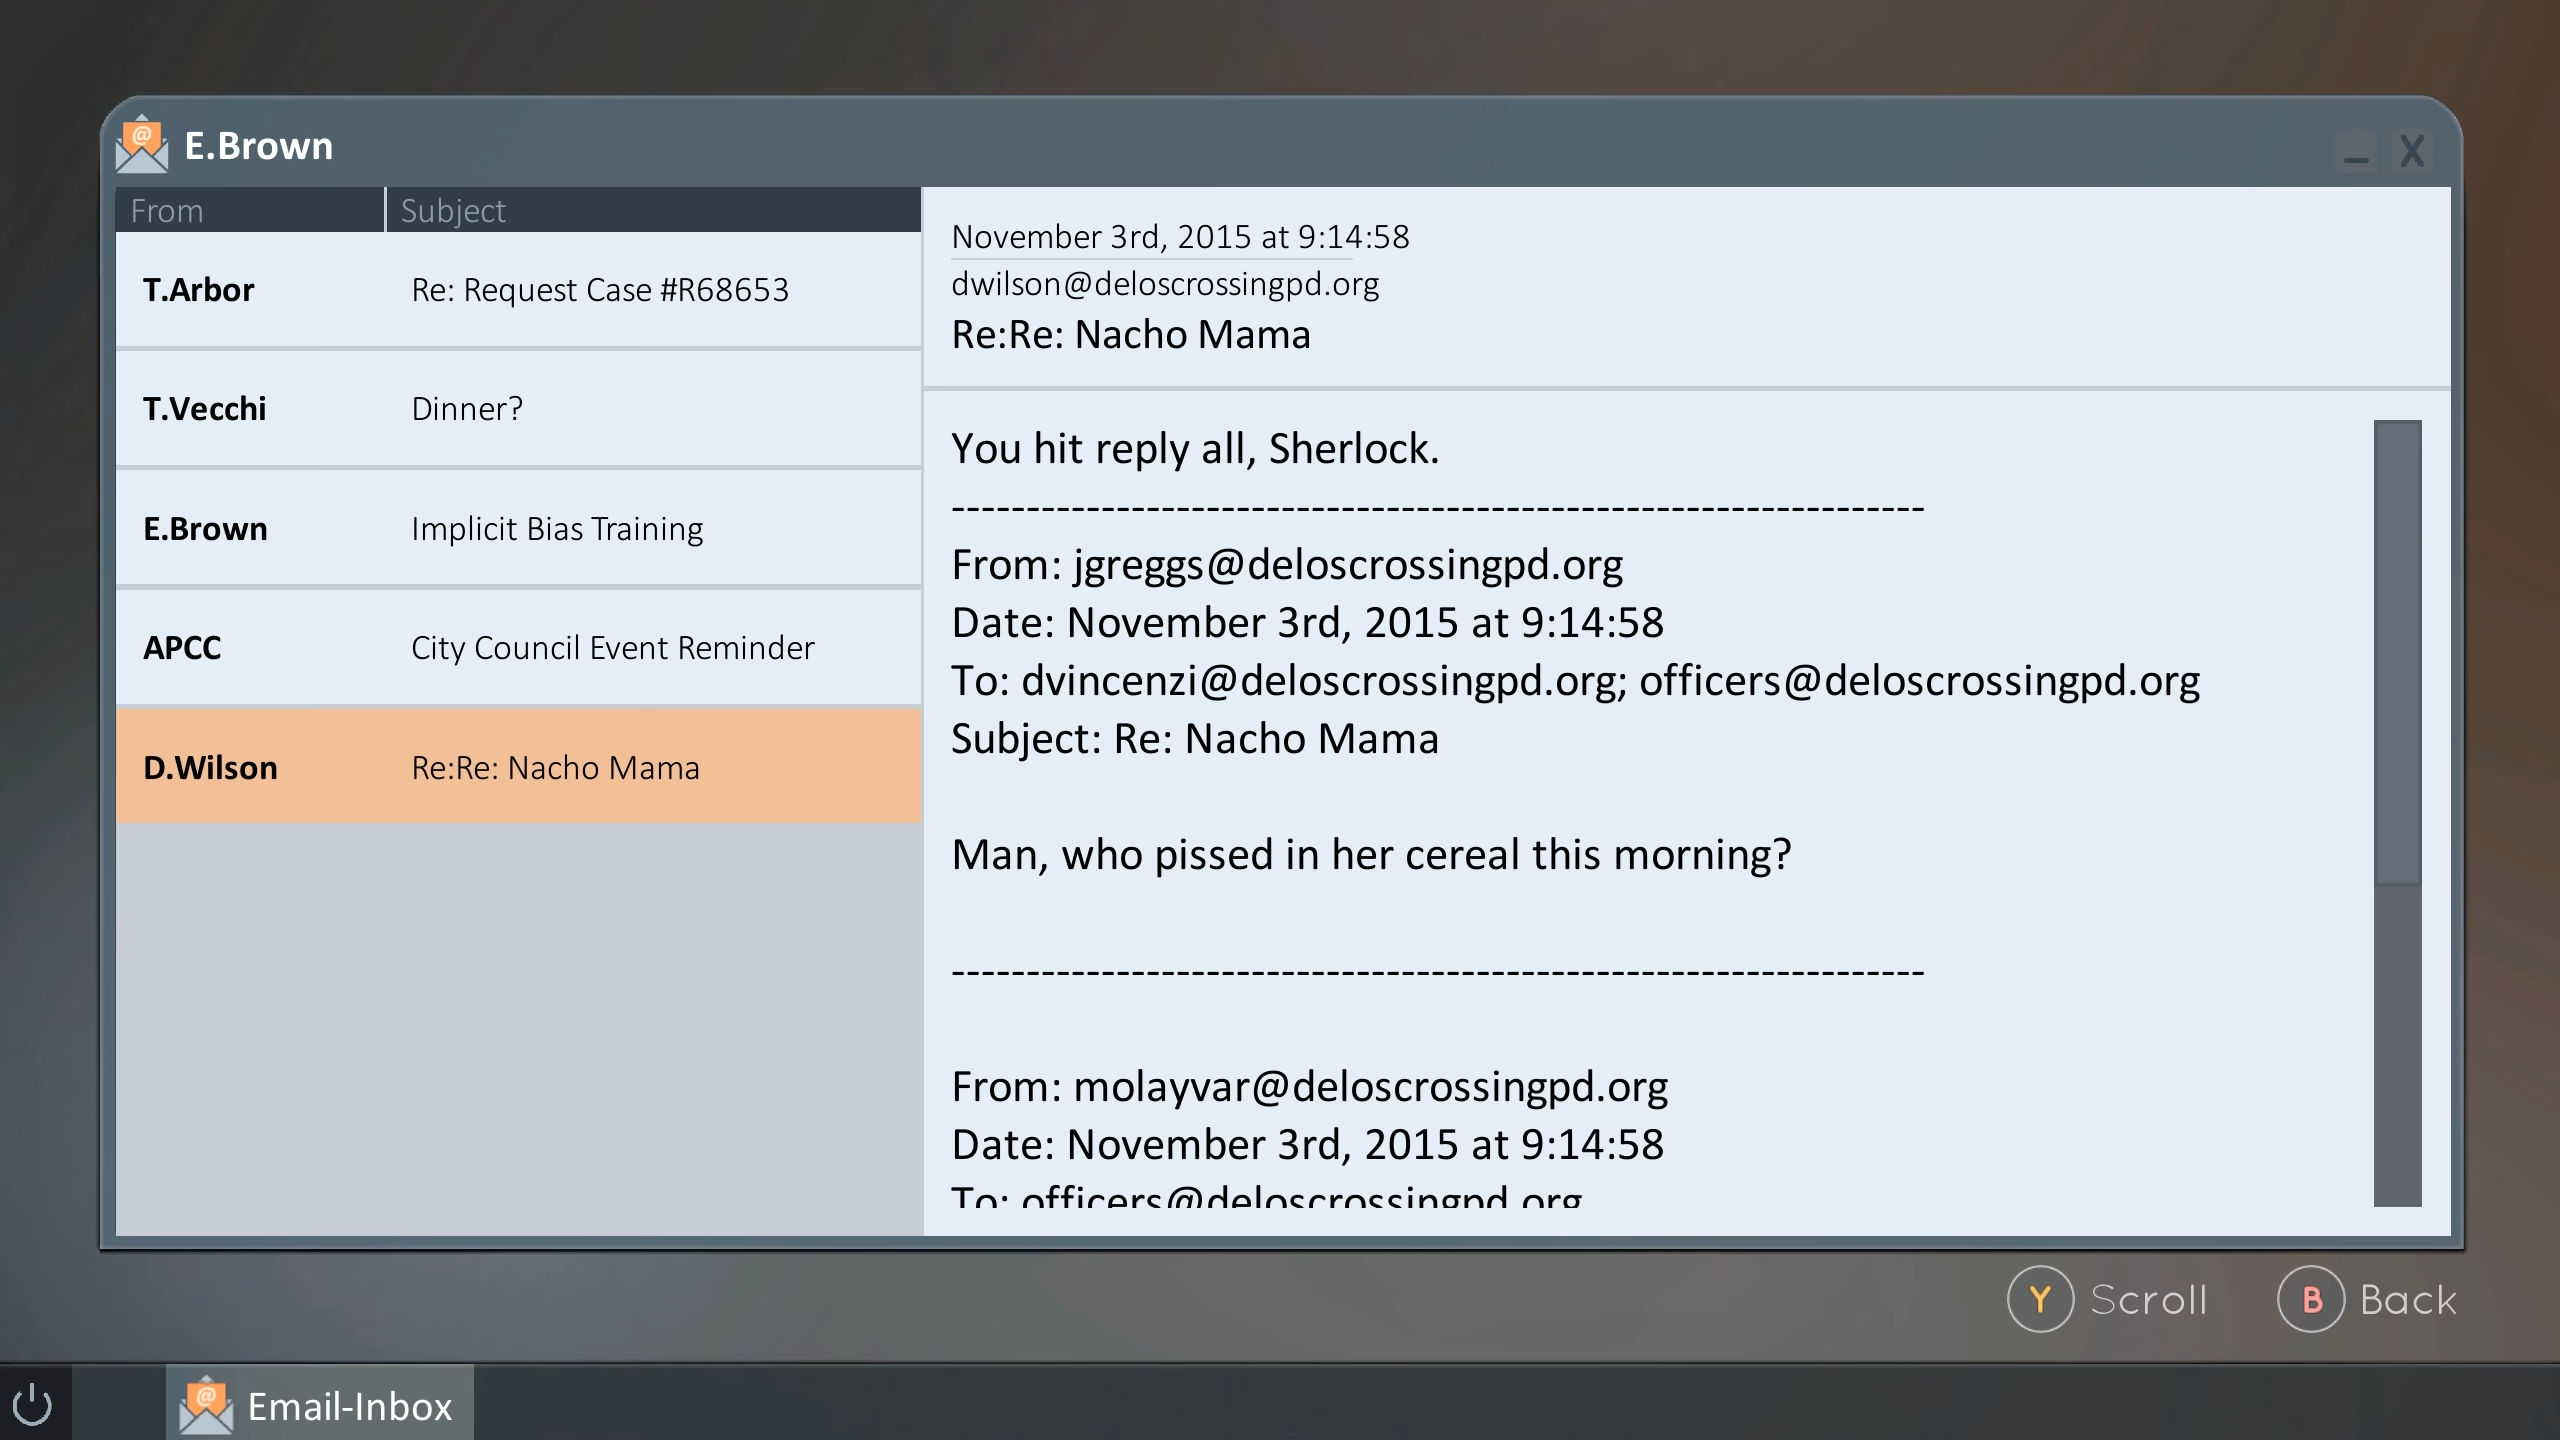 E.Brown
From Subject
T.Arbor Re: Request Case #R68653
T.Vecchi Dinner?
E.Brown Implicit Bias Training
APCC City Council Event Reminder
D.Wilson Re:Re: Nacho Mama
November 3rd, 2015 at 9:14:58
dwilson@deloscrossingpd.org
Re:Re: Nacho Mama
You hit reply all, Sherlock.
-----------------------------------------------------------------
From: jgreggs@deloscrossingpd.org
Date: November 3rd, 2015 at 9:14:58
To: dvincenzi@deloscrossingpd.org; officers@deloscrossingpd.org
Subject: Re: Nacho Mama
Man, who pissed in her cereal this morning?
-----------------------------------------------------------------
From: molayvar@deloscrossingpd.org
Date: November 3rd, 2015 at 9:14:58
To: officers@deloscrossingpd.org
Y Scroll B Back
Email-Inbox